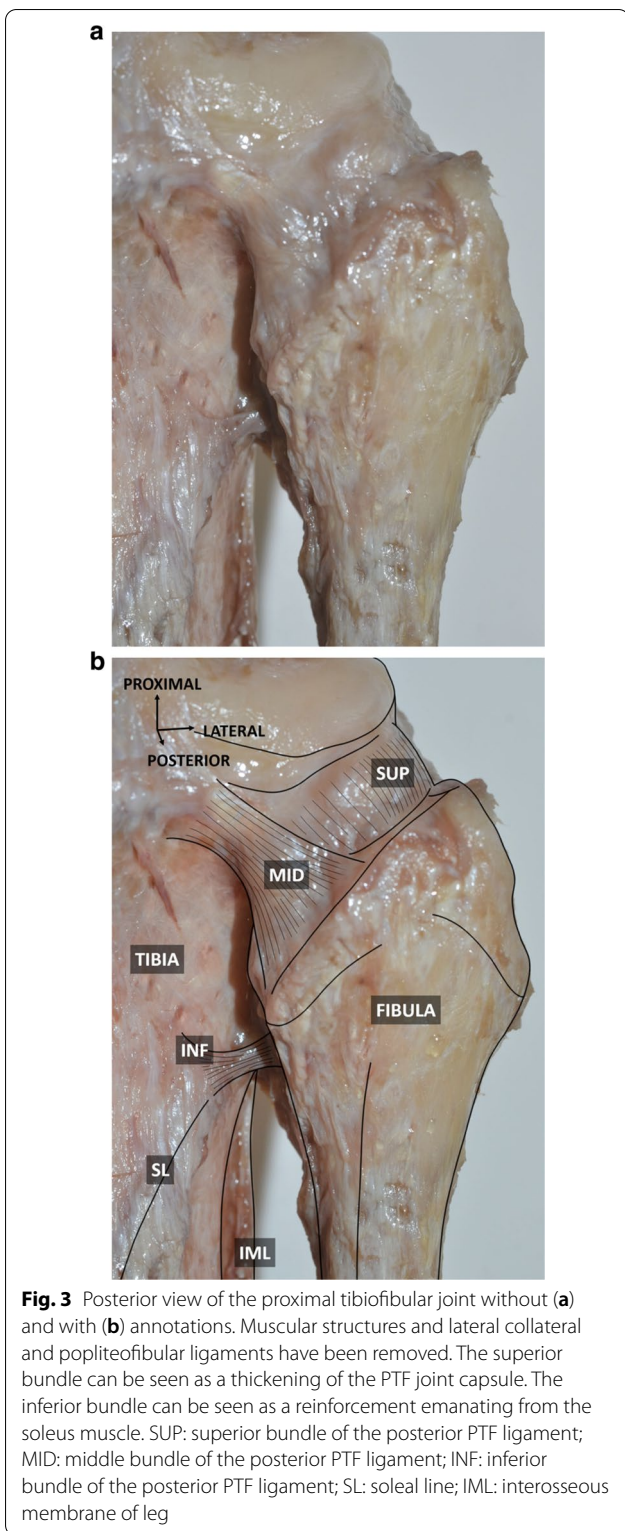 a
b
PROXIMAL
LATERAL
POSTERIOR
SUP
MID
TIBIA
INF
FIBULA
SL
IML
Fig. 3 Posterior view of the proximal tibiofibular joint without (a)
and with (b) annotations. Muscular structures and lateral collateral
and popliteofibular ligaments have been removed. The superior
bundle can be seen as a thickening of the PTF joint capsule. The
inferior bundle can be seen as a reinforcement emanating from the
soleus muscle. SUP: superior bundle of the posterior PTF ligament;
MID: middle bundle of the posterior PTF ligament; INF: inferior
bundle of the posterior PTF ligament; SL: soleal line; IML: interosseous
membrane of leg